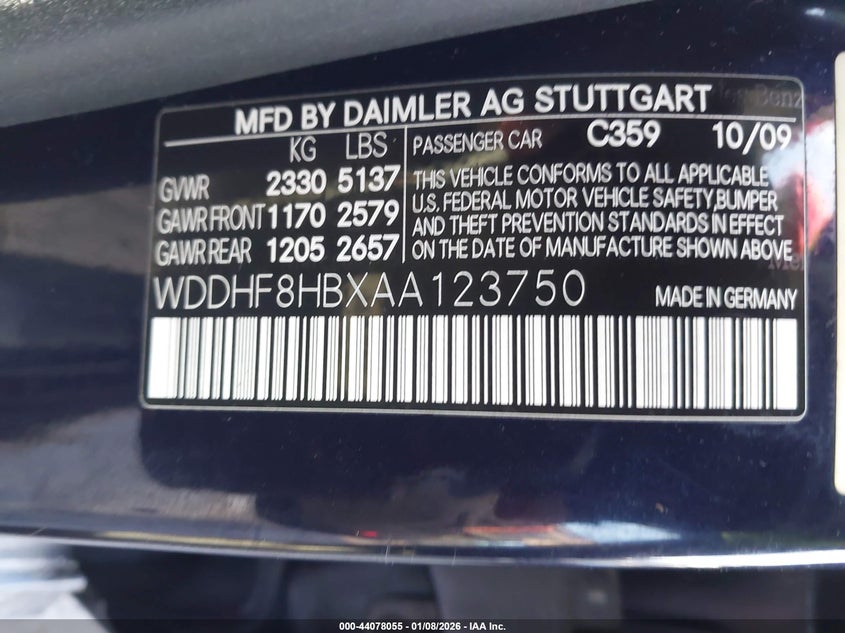 MFD BY DAIMLER AG STUTTGART
KG LBS
GVWR 2330 5137
GAWR FRONT 1170 2579
GAWR REAR 1205 2657
PASSENGER CAR C359 10/09
THIS VEHICLE CONFORMS TO ALL APPLICABLE
U.S. FEDERAL MOTOR VEHICLE SAFETY,BUMPER
AND THEFT PREVENTION STANDARDS IN EFFECT
ON THE DATE OF MANUFACTURE SHOWN ABOVE
WDDHF8HBXAA123750 MADE IN GERMANY
000-44078055 - 01/08/2026 - IAA Inc.